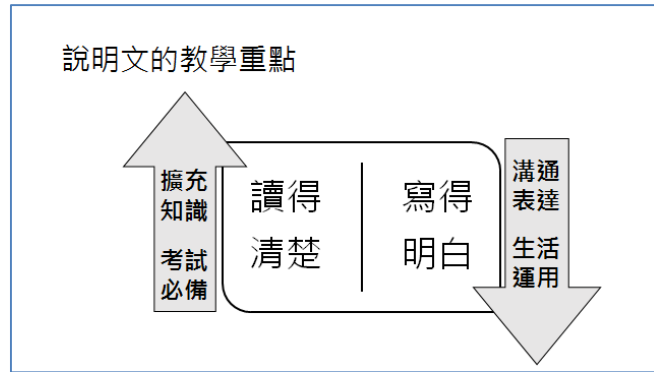 說明文的教學重點
擴充
知識
考試
必備
讀得
清楚
寫得
明白
溝通
表達
生活
運用